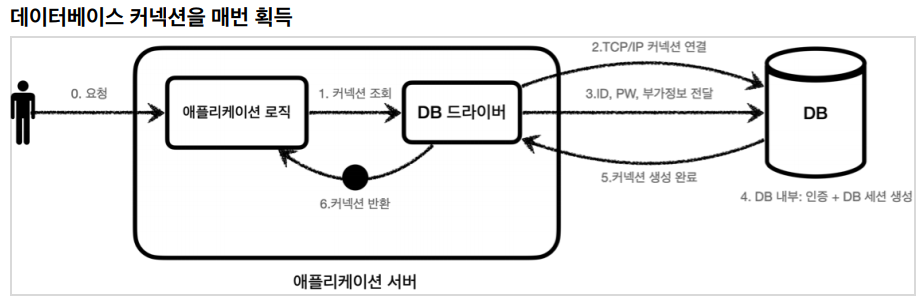 데이터베이스 커넥션을 매번 획득
0. 요청
애플리케이션 로직
1. 커넥션 조회
DB 드라이버
2.TCP/IP 커넥션 연결
3.ID, PW, 부가정보 전달
DB
5.커넥션 생성 완료
4. DB 내부: 인증 + DB 세션 생성
6.커넥션 반환
애플리케이션 서버